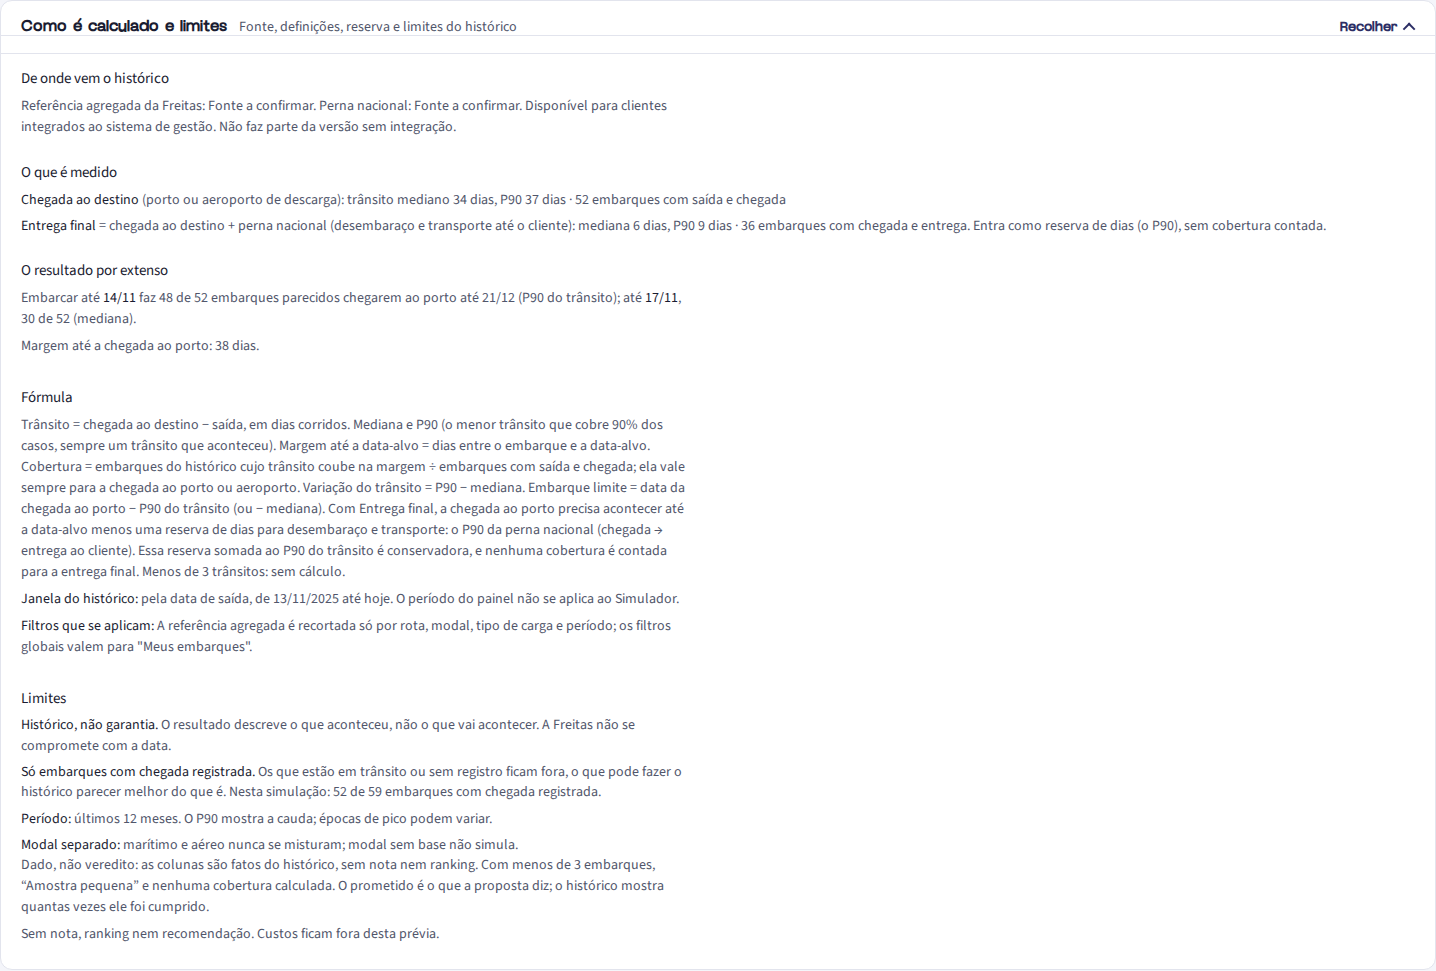 Como é calculado e limites Fonte, definições, reserva e limites do histórico Recolher
De onde vem o histórico
Referência agregada da Freitas: Fonte a confirmar. Perna nacional: Fonte a confirmar. Disponível para clientes
integrados ao sistema de gestão. Não faz parte da versão sem integração.
O que é medido
Chegada ao destino (porto ou aeroporto de descarga): trânsito mediano 34 dias, P90 37 dias · 52 embarques com saída e chegada
Entrega final = chegada ao destino + perna nacional (desembaraço e transporte até o cliente): mediana 6 dias, P90 9 dias · 36 embarques com chegada e entrega. Entra como reserva de dias (o P90), sem cobertura contada.
O resultado por extenso
Embarcar até 14/11 faz 48 de 52 embarques parecidos chegarem ao porto até 21/12 (P90 do trânsito); até 17/11,
30 de 52 (mediana).
Margem até a chegada ao porto: 38 dias.
Fórmula
Trânsito = chegada ao destino − saída, em dias corridos. Mediana e P90 (o menor trânsito que cobre 90% dos
casos, sempre um trânsito que aconteceu). Margem até a data-alvo = dias entre o embarque e a data-alvo.
Cobertura = embarques do histórico cujo trânsito coube na margem ÷ embarques com saída e chegada; ela vale
sempre para a chegada ao porto ou aeroporto. Variação do trânsito = P90 − mediana. Embarque limite = data da
chegada ao porto − P90 do trânsito (ou − mediana). Com Entrega final, a chegada ao porto precisa acontecer até
a data-alvo menos uma reserva de dias para desembaraço e transporte: o P90 da perna nacional (chegada →
entrega ao cliente). Essa reserva somada ao P90 do trânsito é conservadora, e nenhuma cobertura é contada
para a entrega final. Menos de 3 trânsitos: sem cálculo.
Janela do histórico: pela data de saída, de 13/11/2025 até hoje. O período do painel não se aplica ao Simulador.
Filtros que se aplicam: A referência agregada é recortada só por rota, modal, tipo de carga e período; os filtros
globais valem para "Meus embarques".
Limites
Histórico, não garantia. O resultado descreve o que aconteceu, não o que vai acontecer. A Freitas não se
compromete com a data.
Só embarques com chegada registrada. Os que estão em trânsito ou sem registro ficam fora, o que pode fazer o
histórico parecer melhor do que é. Nesta simulação: 52 de 59 embarques com chegada registrada.
Período: últimos 12 meses. O P90 mostra a cauda; épocas de pico podem variar.
Modal separado: marítimo e aéreo nunca se misturam; modal sem base não simula.
Dado, não veredito: as colunas são fatos do histórico, sem nota nem ranking. Com menos de 3 embarques,
“Amostra pequena” e nenhuma cobertura calculada. O prometido é o que a proposta diz; o histórico mostra
quantas vezes ele foi cumprido.
Sem nota, ranking nem recomendação. Custos ficam fora desta prévia.